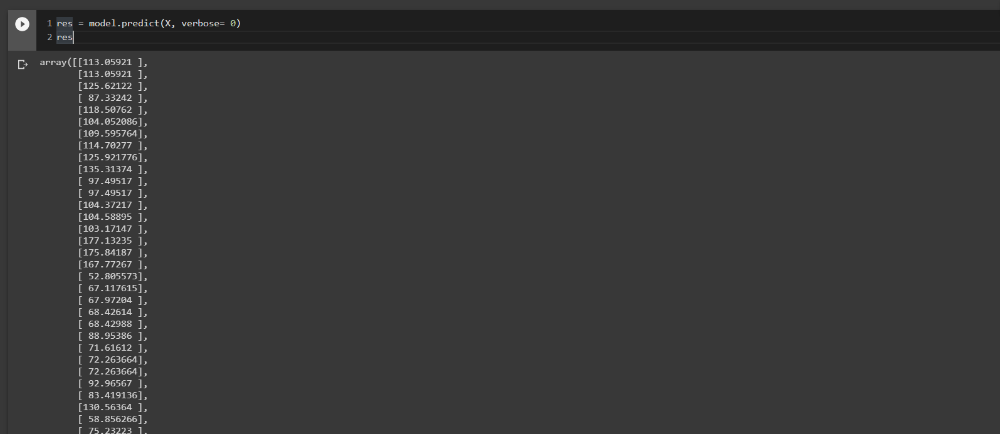 1 res = model.predict(X, verbose= 0)
2 res
array([[113.05921 ],
       [113.05921 ],
       [125.62122 ],
       [ 87.33242 ],
       [118.50762 ],
       [104.052086],
       [109.595764],
       [114.70277 ],
       [125.921776],
       [135.31374 ],
       [ 97.49517 ],
       [ 97.49517 ],
       [104.37217 ],
       [104.58895 ],
       [103.17147 ],
       [177.13235 ],
       [175.84187 ],
       [167.77267 ],
       [ 52.805573],
       [ 67.117615],
       [ 67.97204 ],
       [ 68.42614 ],
       [ 68.42988 ],
       [ 88.95386 ],
       [ 71.61612 ],
       [ 72.263664],
       [ 72.263664],
       [ 92.96567 ],
       [ 83.419136],
       [130.56364 ],
       [ 58.856266],
       [ 75.23223 ],